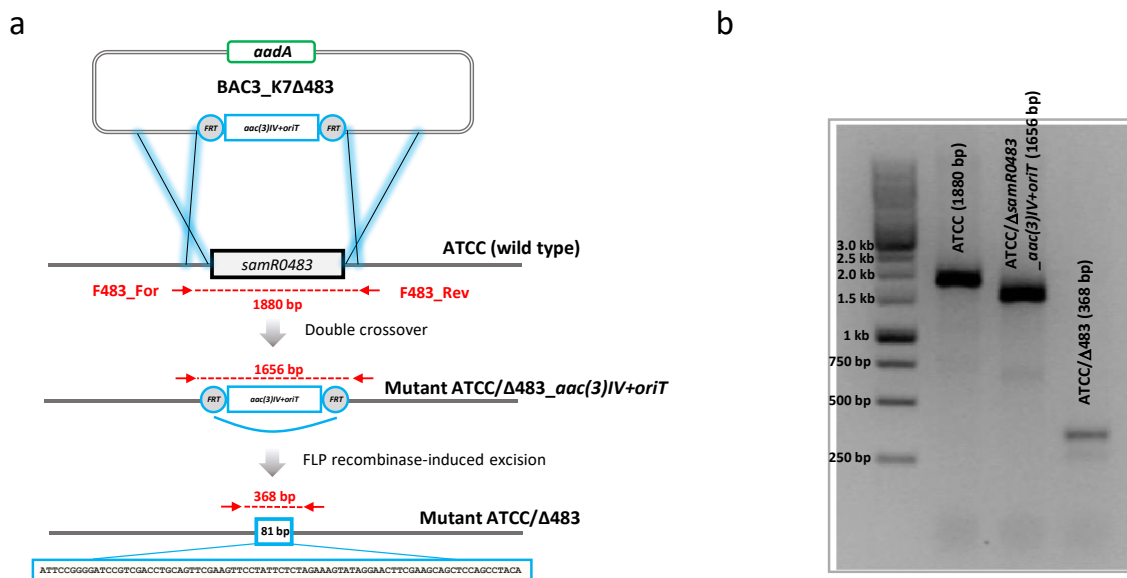 a
aadA
BAC3_K7Δ483
FRT
aac(3)IV+oriT
FRT
ATCC (wild type)
samR0483
F483_For
F483_Rev
1880 bp
Double crossover
1656 bp
Mutant ATCC/Δ483_aac(3)IV+oriT
FRT
aac(3)IV+oriT
FRT
FLP recombinase-induced excision
368 bp
Mutant ATCC/Δ483
81 bp
ATTCCGGGGATCCGTCGACCTGCAGTTCGAAGTTCCTATTCTCTAGAAAGTATAGGAACTTCGAAGCAGCTCCAGCCTACA
b
ATCC (1880 bp)
ATCC/ΔsamR0483
_aac(3)IV+oriT (1656 bp)
ATCC/Δ483 (368 bp)
3.0 kb
2.5 kb
2.0 kb
1.5 kb
1 kb
750 bp
500 bp
250 bp